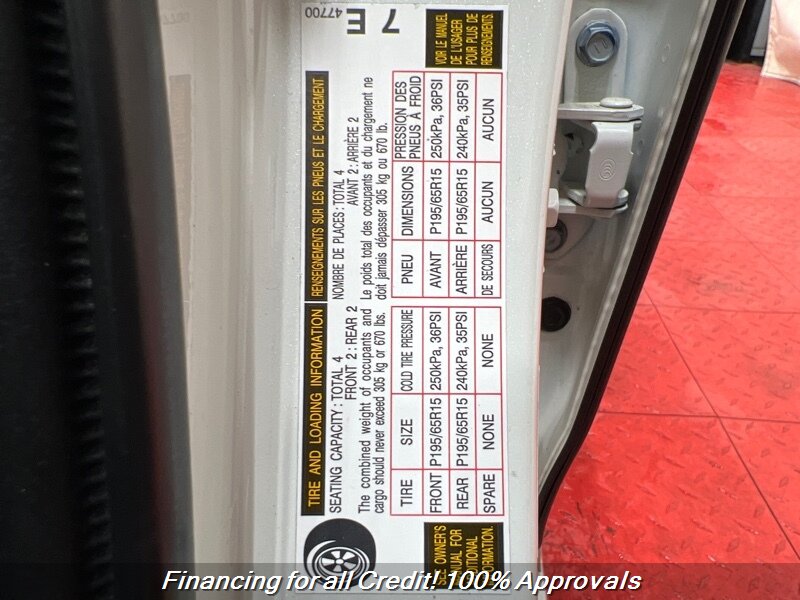 TIRE AND LOADING INFORMATION
RENSEIGNEMENTS SUR LES PNEUS ET LE CHARGEMENT
7 E
47700
SEATING CAPACITY: TOTAL 4
FRONT 2 : REAR 2
The combined weight of occupants and
cargo should never exceed 305 kg or 670 lbs.
NOMBRE DE PLACES: TOTAL 4
AVANT 2: ARRIÈRE 2
Le poids total des occupants et du chargement ne
doit jamais dépasser 305 kg ou 670 lb.
TIRE SIZE COLD TIRE PRESSURE
FRONT P195/65R15 250kPa, 36PSI
REAR P195/65R15 240kPa, 35PSI
SPARE NONE NONE
PNEU DIMENSIONS PRESSION DES
PNEUS À FROID
AVANT P195/65R15 250kPa, 36PSI
ARRIÈRE P195/65R15 240kPa, 35PSI
DE SECOURS AUCUN AUCUN
SEE OWNER'S
FOR
VOIR LE MANUEL
DE L'USAGER
POUR PLUS DE
RENSEIGNEMENTS.
Financing for all Credit! 100% Approvals